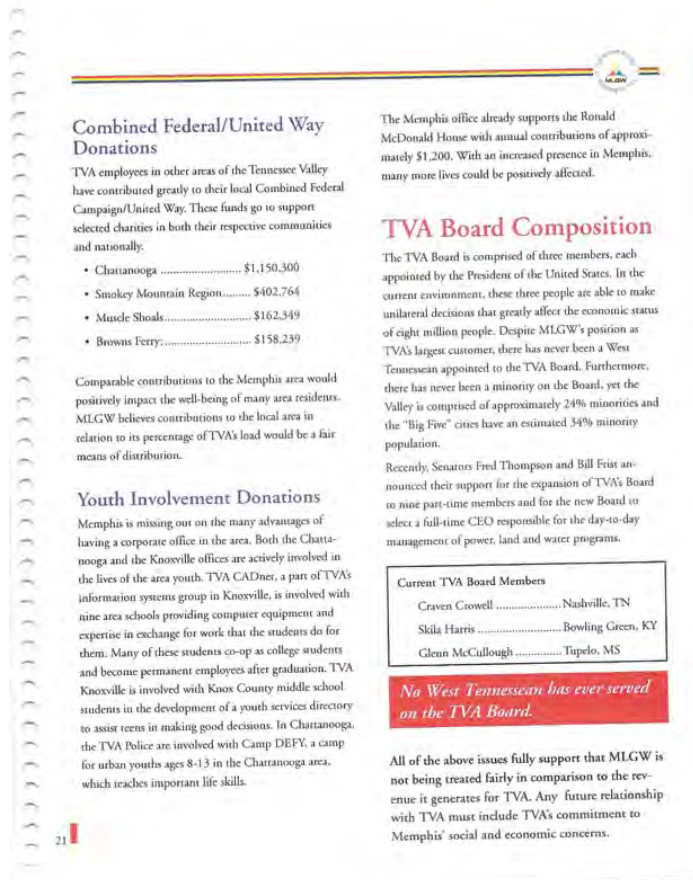 MLGW
Combined Federal/United Way
Donations
TVA employees in other areas of the Tennessee Valley
have contributed greatly to their local Combined Federal
Campaign/United Way. These funds go to support
selected charities in both their respective communities
and nationally.
• Chattanooga .......................... $1,150,300
• Smokey Mountain Region......... $402,764
• Muscle Shoals............................ $162,349
• Browns Ferry:............................ $158,239
Comparable contributions to the Memphis area would
positively impact the well-being of many area residents.
MLGW believes contributions to the local area in
relation to its percentage of TVA's load would be a fair
means of distribution.
Youth Involvement Donations
Memphis is missing out on the many advantages of
having a corporate office in the area. Both the Chatta-
nooga and the Knoxville offices are actively involved in
the lives of the area youth. TVA CADnet, a part of TVA's
information systems group in Knoxville, is involved with
nine area schools providing computer equipment and
expertise in exchange for work that the students do for
them. Many of these students co-op as college students
and become permanent employees after graduation. TVA
Knoxville is involved with Knox County middle school
students in the development of a youth services directory
to assist teens in making good decisions. In Chattanooga,
the TVA Police are involved with Camp DEFY, a camp
for urban youths ages 8-13 in the Chattanooga area,
which teaches important life skills.
21
The Memphis office already supports the Ronald
McDonald House with annual contributions of approxi-
mately $1,200. With an increased presence in Memphis,
many more lives could be positively affected.
TVA Board Composition
The TVA Board is comprised of three members, each
appointed by the President of the United States. In the
current environment, these three people are able to make
unilateral decisions that greatly affect the economic status
of eight million people. Despite MLGW's position as
TVA's largest customer, there has never been a West
Tennessean appointed to the TVA Board. Furthermore,
there has never been a minority on the Board, yet the
Valley is comprised of approximately 24% minorities and
the "Big Five" cities have an estimated 34% minority
population.
Recently, Senators Fred Thompson and Bill Frist an-
nounced their support for the expansion of TVA's Board
to nine part-time members and for the new Board to
select a full-time CEO responsible for the day-to-day
management of power, land and water programs.
Current TVA Board Members
Craven Crowell ..................... Nashville, TN
Skila Harris ........................... Bowling Green, KY
Glenn McCullough ............... Tupelo, MS
No West Tennessean has ever served
on the TVA Board.
All of the above issues fully support that MLGW is
not being treated fairly in comparison to the rev-
enue it generates for TVA. Any future relationship
with TVA must include TVA's commitment to
Memphis' social and economic concerns.